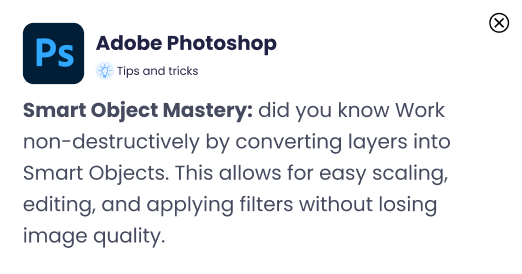 Ps
Adobe Photoshop
Tips and tricks
Smart Object Mastery: did you know Work
non-destructively by converting layers into
Smart Objects. This allows for easy scaling,
editing, and applying filters without losing
image quality.